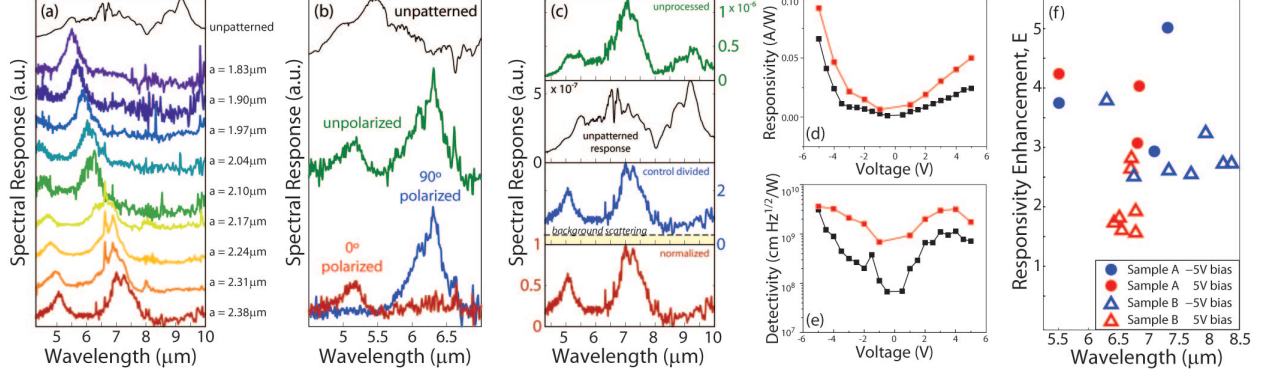 (a)
unpatterned
a = 1.83μm
a = 1.90μm
a = 1.97μm
a = 2.04μm
a = 2.10μm
a = 2.17μm
a = 2.24μm
a = 2.31μm
a = 2.38μm
Spectral Response (a.u.)
5 6 7 8 9 10
Wavelength (μm)
(b)
unpatterned
unpolarized
90°
polarized
0°
polarized
Spectral Response (a.u.)
5 5.5 6 6.5
Wavelength (μm)
(c)
unprocessed
1 x 10⁻⁶
0
5
x 10⁻⁷
unpatterned
response
0
control divided
2
background scattering
0
1
normalized
0.5
0
Spectral Response (a.u.)
5 6 7 8 9 10
Wavelength (μm)
Responsivity (A/W)
0.10
0.05
0.00
(d)
-6 -4 -2 0 2 4 6
Voltage (V)
Detectivity (cm Hz^1/2/W)
10¹⁰
10⁹
10⁸
10⁷
(e)
-6 -4 -2 0 2 4 6
Voltage (V)
(f)
Responsivity Enhancement, E
5
4
3
2
1
Sample A −5V bias
Sample A 5V bias
Sample B −5V bias
Sample B 5V bias
5.5 6 6.5 7 7.5 8 8.5
Wavelength (μm)